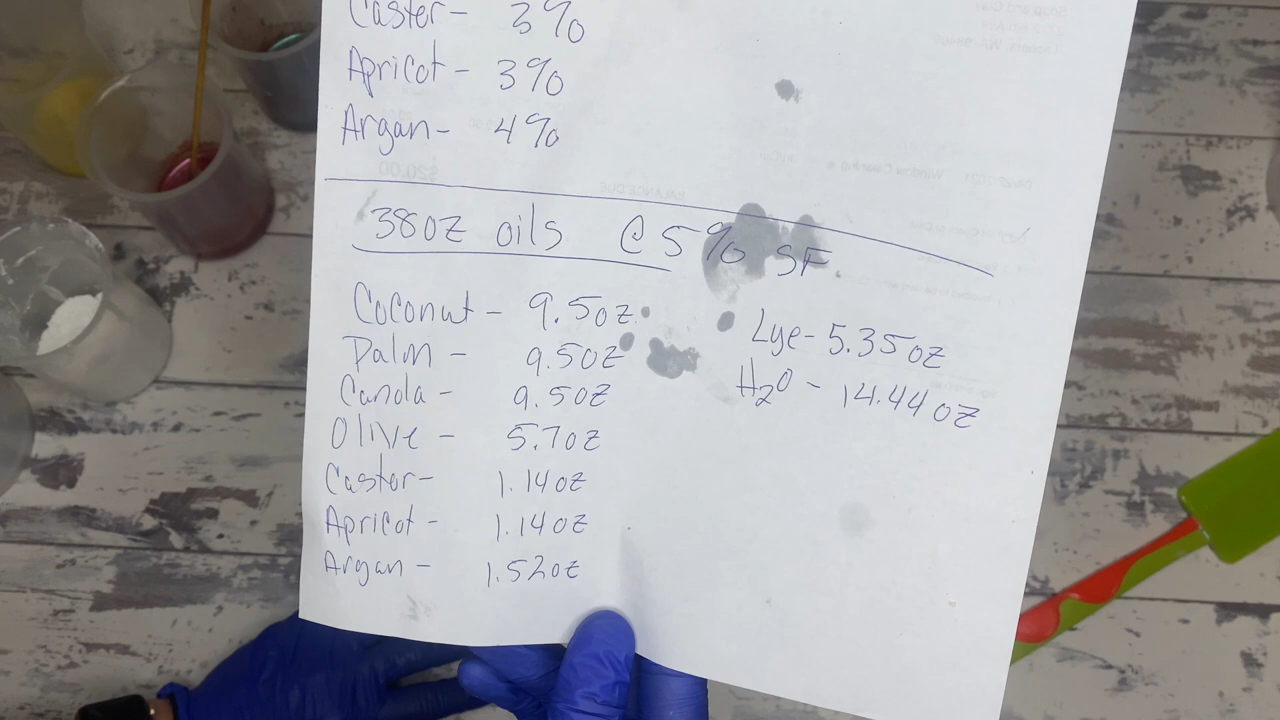 Caster- 3%
Apricot - 3%
Argan- 4%
38oz oils @ 5% SF.
Coconut - 9.5oz
Palm - 9.5oz
Canola - 9.5oz
Olive - 5.7oz
Castor- 1.14oz
Apricot - 1.14oz
Argan - 1.52oz
Lye- 5.35oz
H2O - 14.44oz